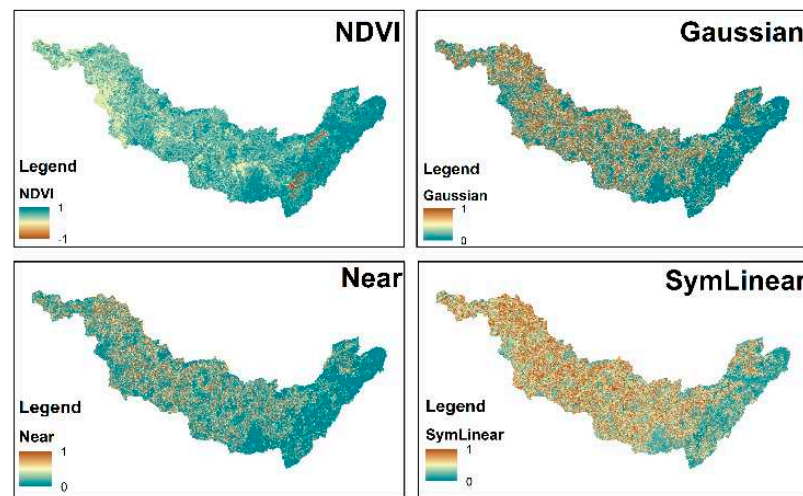 NDVI
Legend
NDVI
1
-1
Gaussian
Legend
Gaussian
1
0
Near
Legend
Near
1
0
SymLinear
Legend
SymLinear
1
0